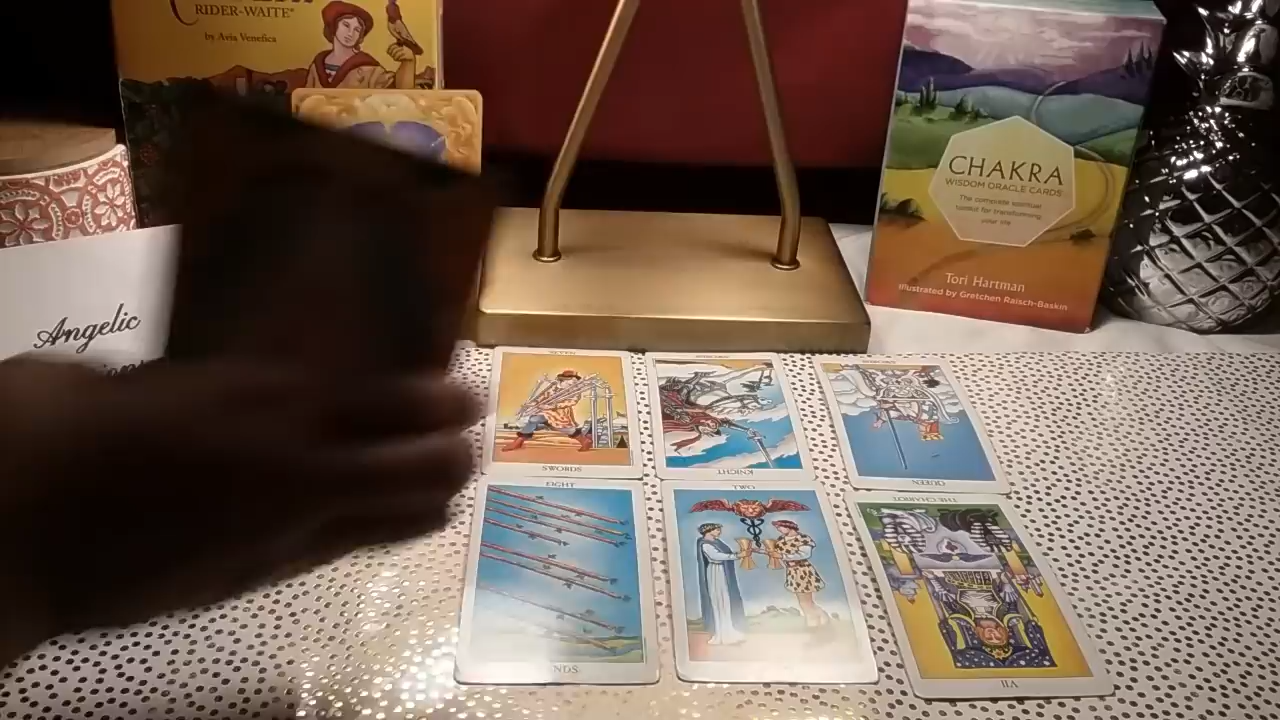 RIDER-WAITE®
by Aria Venefica
CHAKRA
WISDOM ORACLE CARDS
The complete spiritual
toolkit for transforming
your life
Tori Hartman
Illustrated by Gretchen Raisch-Baskin
Angelic
SEVEN
SWORDS
KNIGHT
QUEEN
EIGHT
TWO
THE CHARIOT
VII